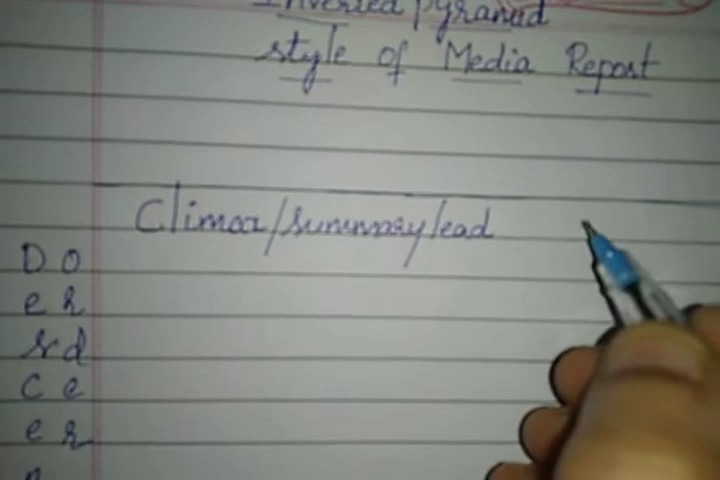 Inverted pyramid
style of Media Report
Climax/summary/lead
D O
e r
s d
c e
e r
n